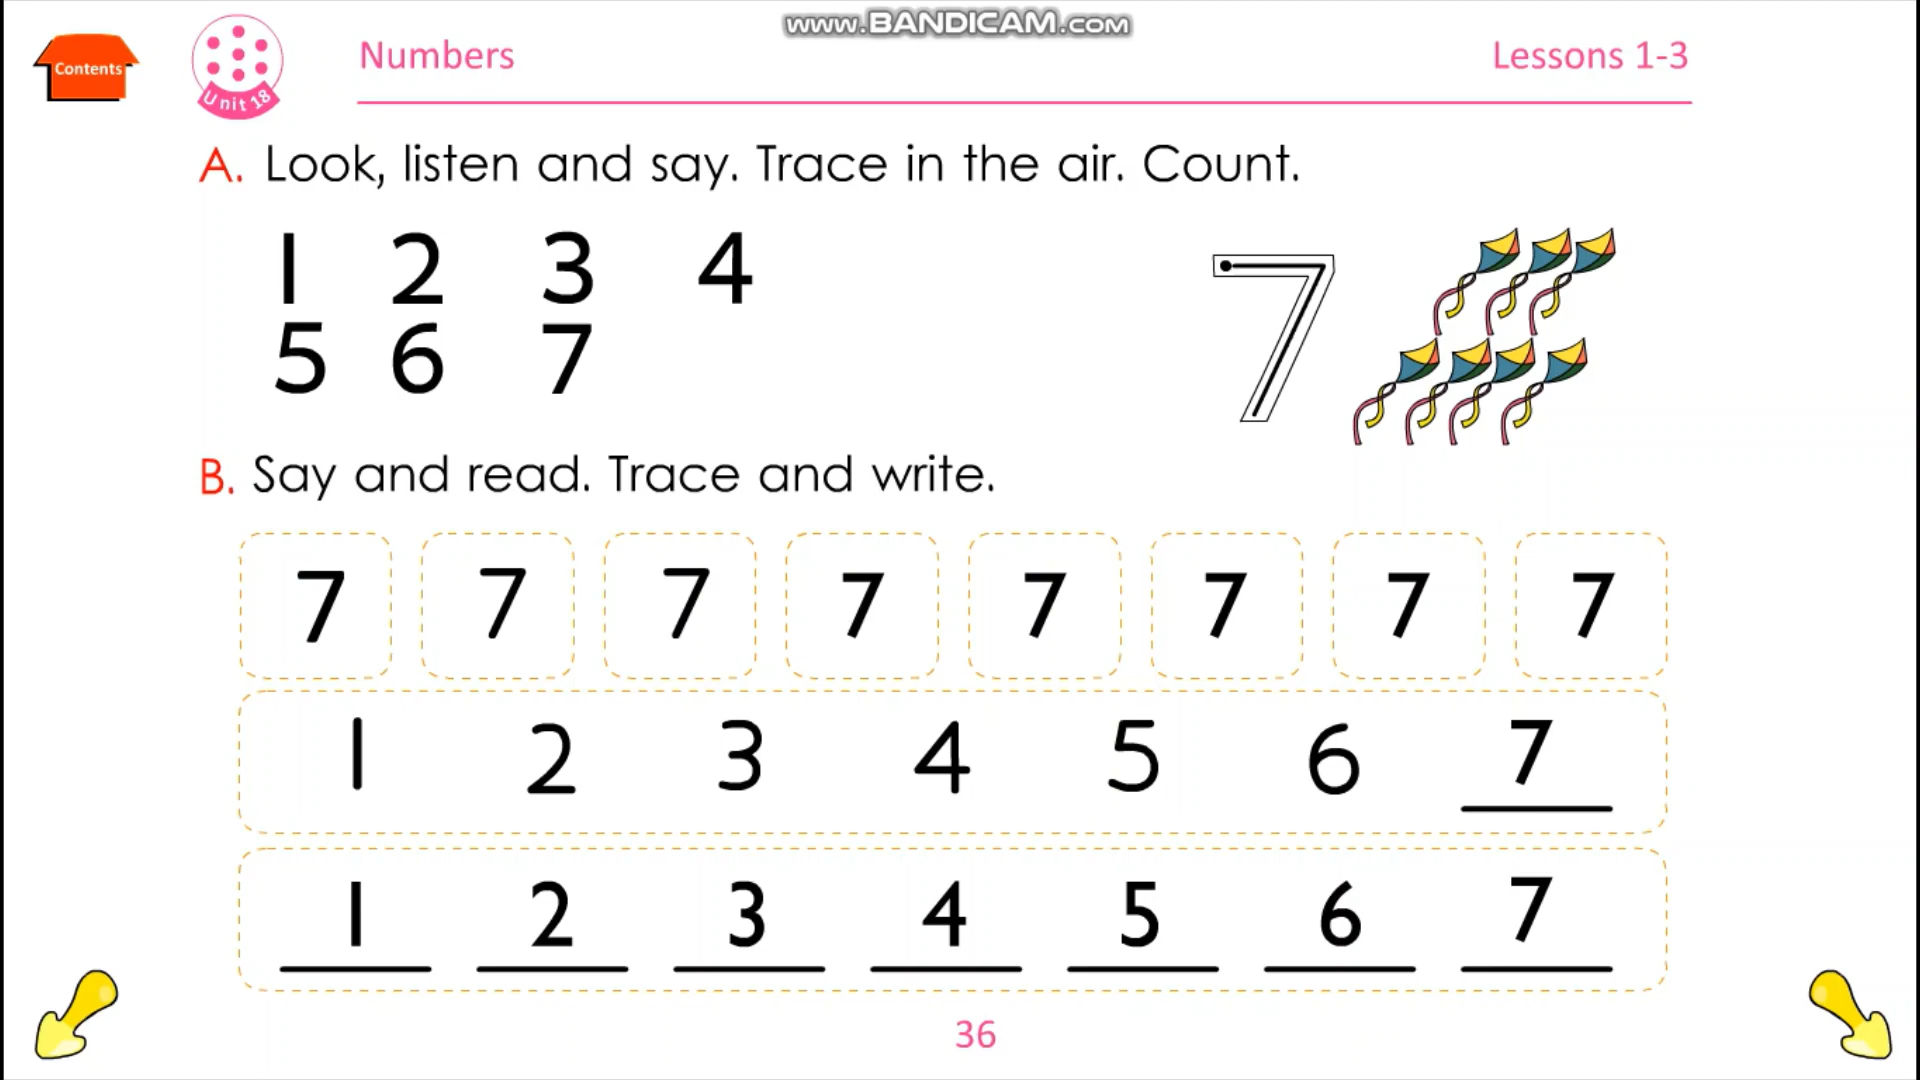 www.BANDICAM.com
Contents
Unit 18
Numbers
Lessons 1-3
A. Look, listen and say. Trace in the air. Count.
1 2 3 4
5 6 7
7
B. Say and read. Trace and write.
7 7 7 7 7 7 7 7
1 2 3 4 5 6 7
1 2 3 4 5 6 7
36